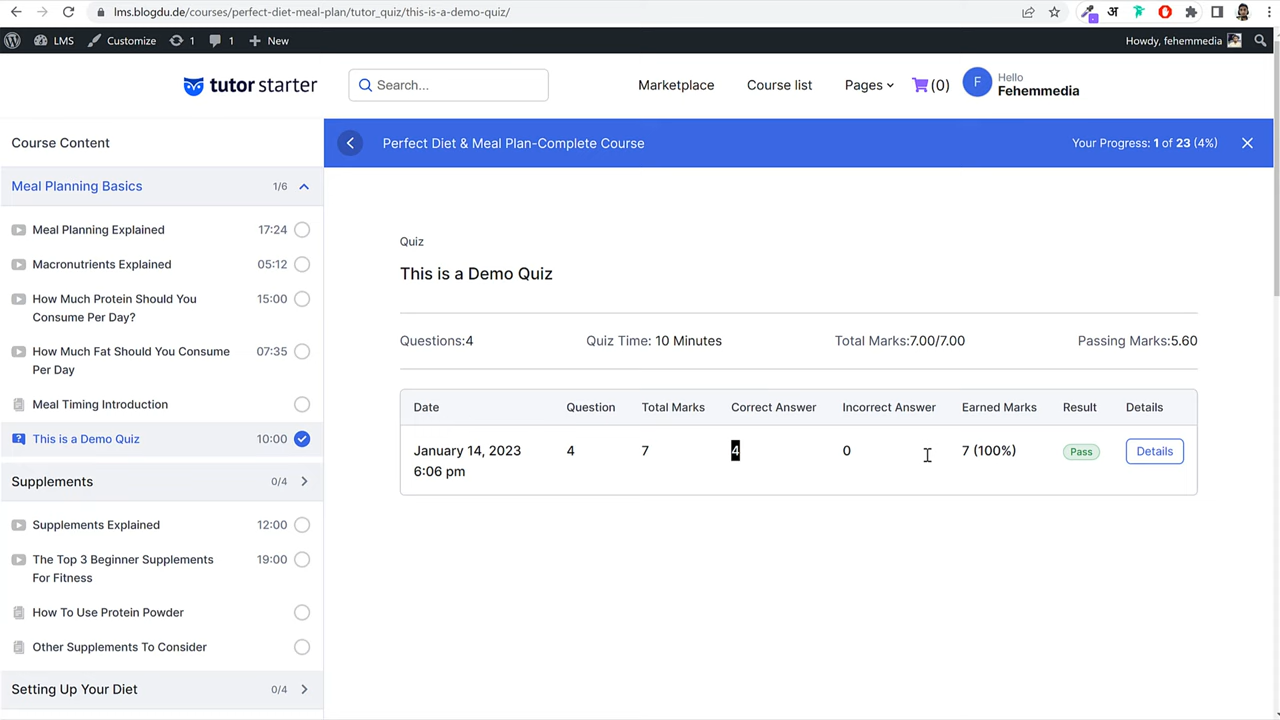 lms.blogdu.de/courses/perfect-diet-meal-plan/tutor_quiz/this-is-a-demo-quiz/
अ
LMS
Customize
1
1
New
Howdy, fehemmedia
tutor starter
Search...
Marketplace
Course list
Pages
(0)
F
Hello
Fehemmedia
Course Content
Perfect Diet & Meal Plan-Complete Course
Your Progress: 1 of 23 (4%)
Meal Planning Basics 1/6
Meal Planning Explained 17:24
Macronutrients Explained 05:12
How Much Protein Should You 15:00
Consume Per Day?
How Much Fat Should You Consume 07:35
Per Day
Meal Timing Introduction
This is a Demo Quiz 10:00
Supplements 0/4
Supplements Explained 12:00
The Top 3 Beginner Supplements 19:00
For Fitness
How To Use Protein Powder
Other Supplements To Consider
Setting Up Your Diet 0/4
Quiz
This is a Demo Quiz
Questions:4 Quiz Time: 10 Minutes Total Marks:7.00/7.00 Passing Marks:5.60
Date Question Total Marks Correct Answer Incorrect Answer Earned Marks Result Details
January 14, 2023 4 7 4 0 7 (100%) Pass Details
6:06 pm